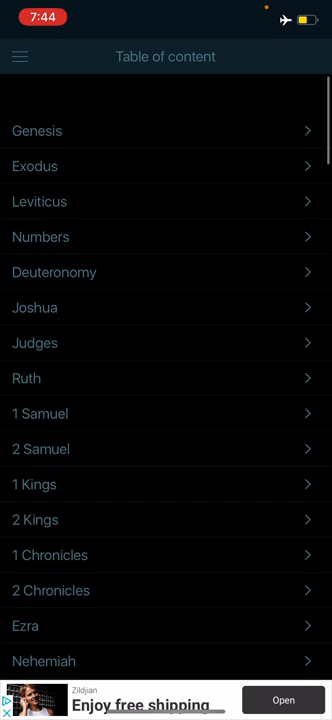 7:44
Table of content
Genesis
Exodus
Leviticus
Numbers
Deuteronomy
Joshua
Judges
Ruth
1 Samuel
2 Samuel
1 Kings
2 Kings
1 Chronicles
2 Chronicles
Ezra
Nehemiah
Zildjian
Enjoy free shipping
Open